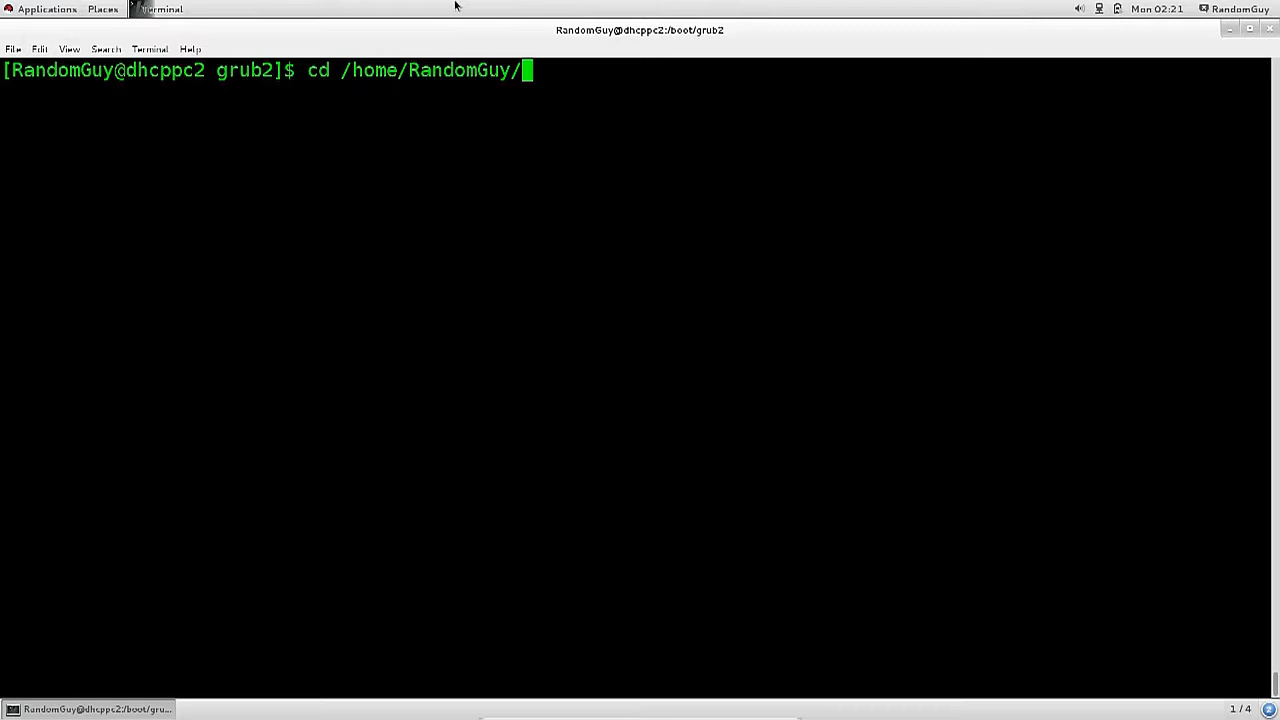 Applications Places Terminal Mon 02:21 RandomGuy
RandomGuy@dhcppc2:/boot/grub2
File Edit View Search Terminal Help
[RandomGuy@dhcppc2 grub2]$ cd /home/RandomGuy/
RandomGuy@dhcppc2:/boot/gru... 1 / 4 2